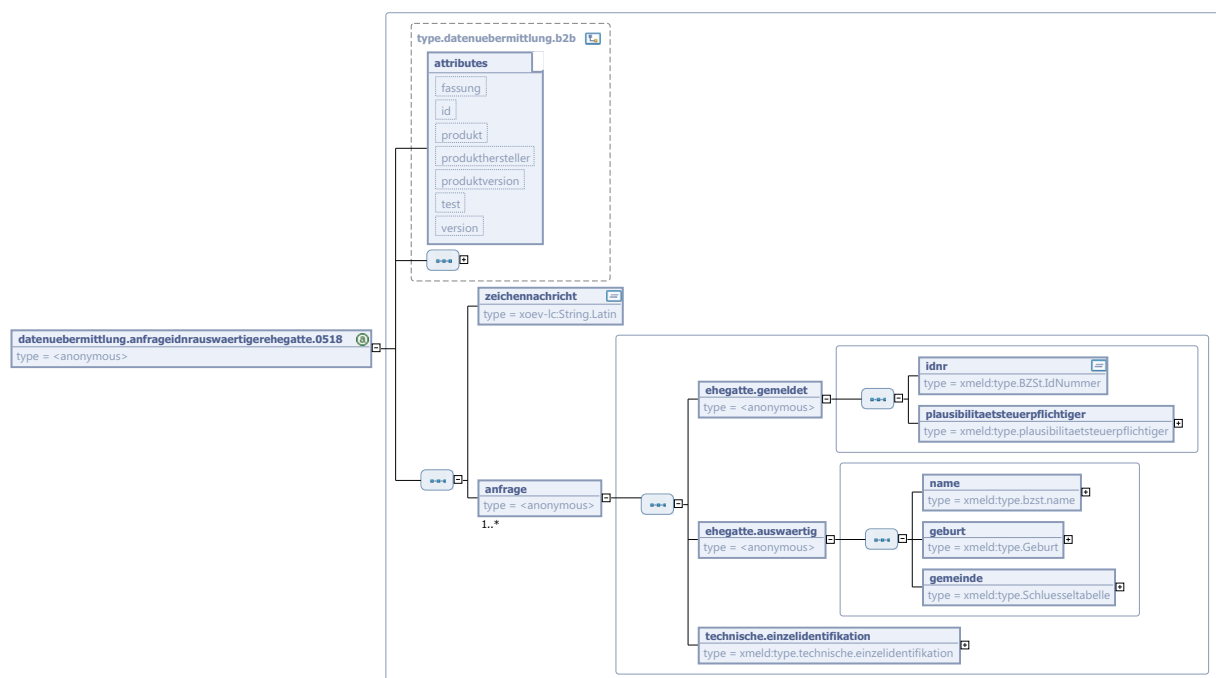 type.datenuebermittlung.b2b
attributes
fassung
id
produkt
produkthersteller
produktversion
test
version
zeichennachricht
type = xoev-lc:String.Latin
datenuebermittlung.anfrageidnrauswaertigerehegatte.0518
type = <anonymous>
anfrage
type = <anonymous>
1..*
ehegatte.gemeldet
type = <anonymous>
idnr
type = xmeld:type.BZSt.IdNummer
plausibilitaetsteuerpflichtiger
type = xmeld:type.plausibilitaetsteuerpflichtiger
ehegatte.auswaertig
type = <anonymous>
name
type = xmeld:type.bzst.name
geburt
type = xmeld:type.Geburt
gemeinde
type = xmeld:type.Schluesseltabelle
technische.einzelidentifikation
type = xmeld:type.technische.einzelidentifikation